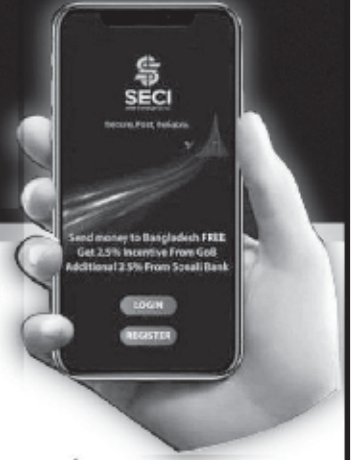 SECI
Secure, Fast, Reliable.
Send money to Bangladesh FREE
Get 2.5% Incentive From GoB
Additional 2.5% From Sonali Bank
LOGIN
REGISTER